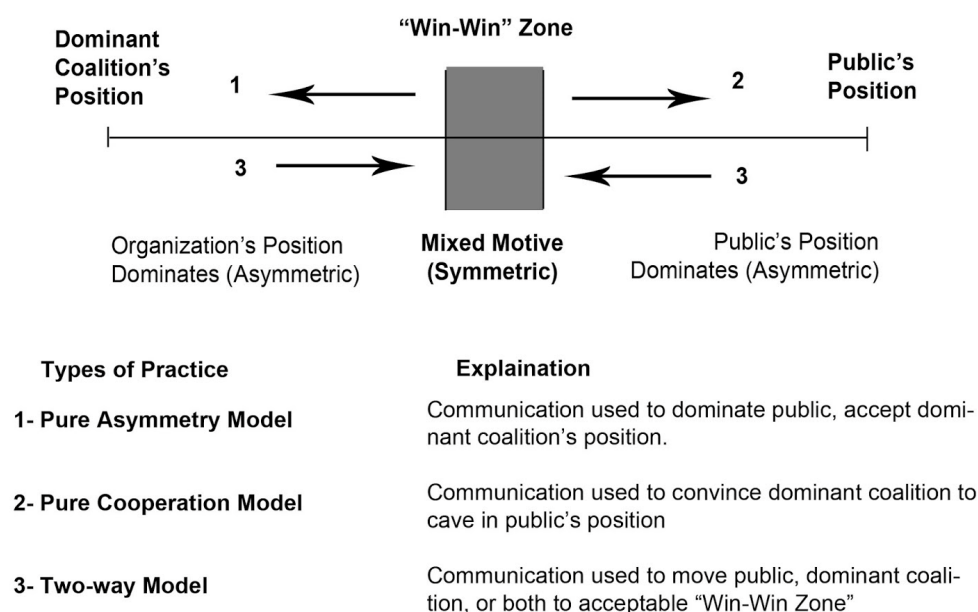 “Win-Win” Zone
Dominant
Coalition’s
Position
Public’s
Position
1
2
3
3
Organization’s Position
Dominates (Asymmetric)
Mixed Motive
(Symmetric)
Public’s Position
Dominates (Asymmetric)
Types of Practice
Explaination
1- Pure Asymmetry Model
Communication used to dominate public, accept domi-
nant coalition’s position.
2- Pure Cooperation Model
Communication used to convince dominant coalition to
cave in public’s position
3- Two-way Model
Communication used to move public, dominant coali-
tion, or both to acceptable “Win-Win Zone”